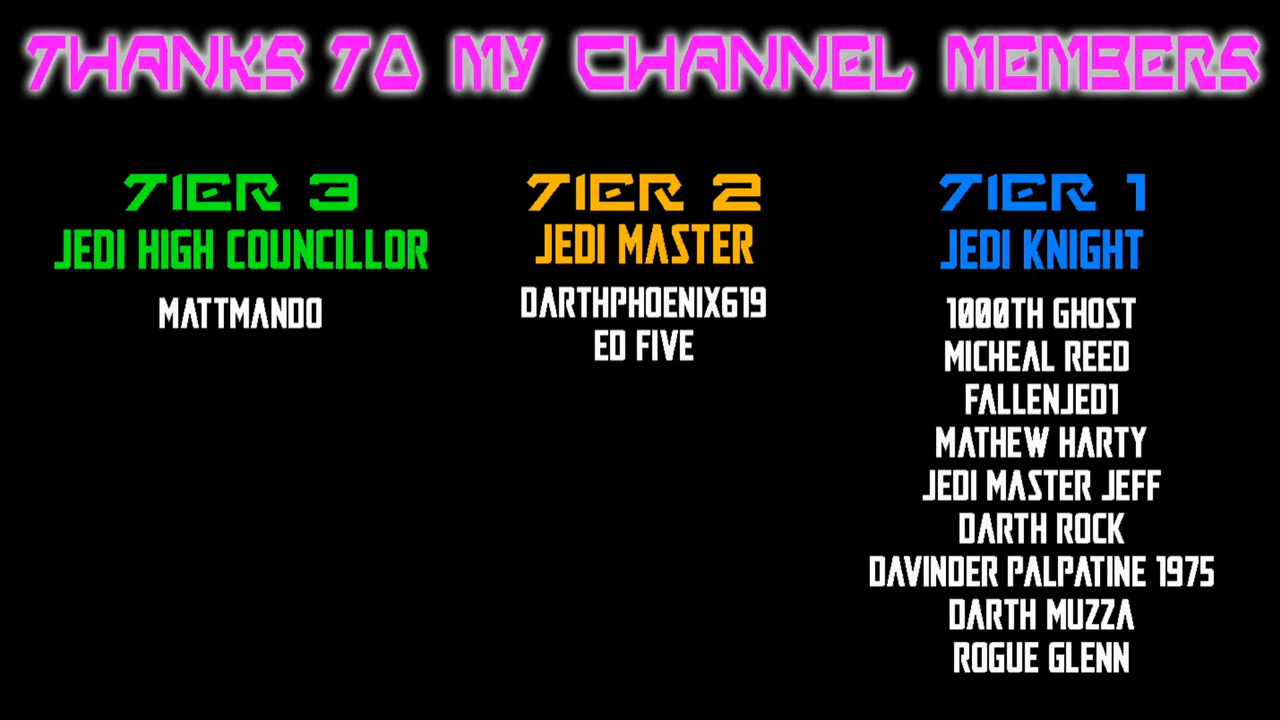 THANKS TO MY CHANNEL MEMBERS
TIER 3
JEDI HIGH COUNCILLOR
MATTMANDO
TIER 2
JEDI MASTER
DARTHPHOENIX619
ED FIVE
TIER 1
JEDI KNIGHT
1000TH GHOST
MICHEAL REED
FALLENJED1
MATHEW HARTY
JEDI MASTER JEFF
DARTH ROCK
DAVINDER PALPATINE 1975
DARTH MUZZA
ROGUE GLENN